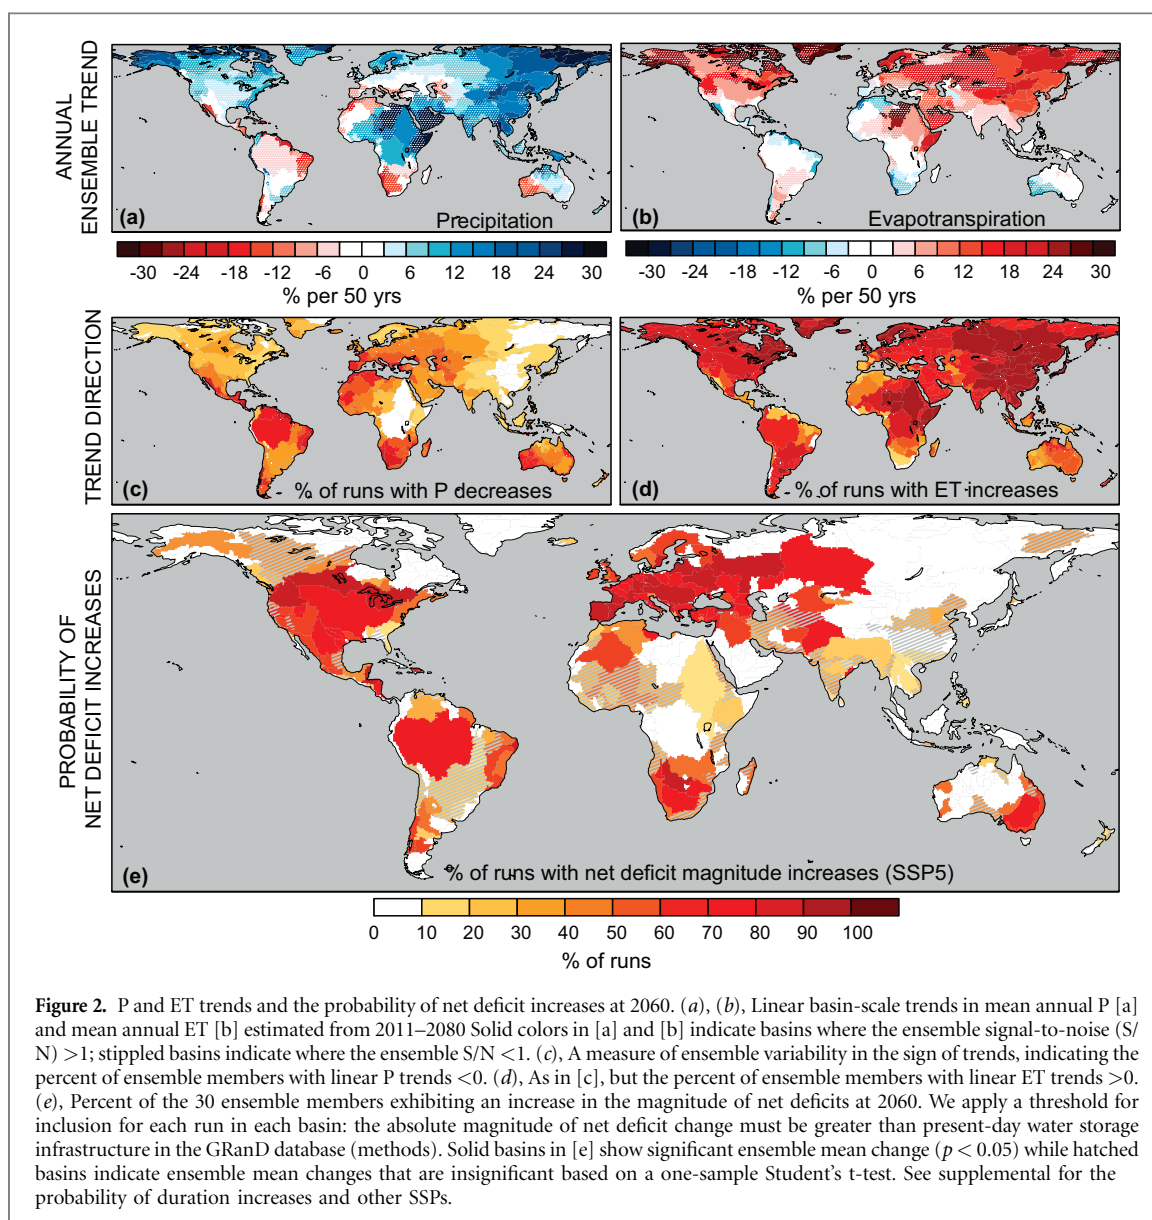 ANNUAL
ENSEMBLE TREND
(a)
Precipitation
(b)
Evapotranspiration
-30 -24 -18 -12 -6 0 6 12 18 24 30
% per 50 yrs
-30 -24 -18 -12 -6 0 6 12 18 24 30
% per 50 yrs
TREND DIRECTION
(c)
% of runs with P decreases
(d)
% of runs with ET increases
PROBABILITY OF
NET DEFICIT INCREASES
(e)
% of runs with net deficit magnitude increases (SSP5)
0 10 20 30 40 50 60 70 80 90 100
% of runs
Figure 2. P and ET trends and the probability of net deficit increases at 2060. (a), (b), Linear basin-scale trends in mean annual P [a]
and mean annual ET [b] estimated from 2011–2080 Solid colors in [a] and [b] indicate basins where the ensemble signal-to-noise (S/
N) >1; stippled basins indicate where the ensemble S/N <1. (c), A measure of ensemble variability in the sign of trends, indicating the
percent of ensemble members with linear P trends <0. (d), As in [c], but the percent of ensemble members with linear ET trends >0.
(e), Percent of the 30 ensemble members exhibiting an increase in the magnitude of net deficits at 2060. We apply a threshold for
inclusion for each run in each basin: the absolute magnitude of net deficit change must be greater than present-day water storage
infrastructure in the GRanD database (methods). Solid basins in [e] show significant ensemble mean change (p < 0.05) while hatched
basins indicate ensemble mean changes that are insignificant based on a one-sample Student's t-test. See supplemental for the
probability of duration increases and other SSPs.